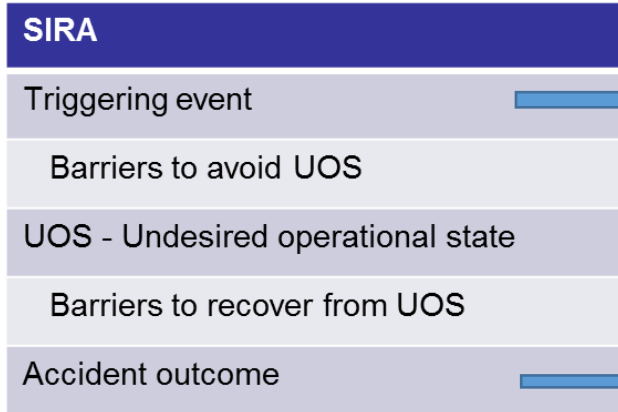 SIRA
Triggering event
Barriers to avoid UOS
UOS - Undesired operational state
Barriers to recover from UOS
Accident outcome